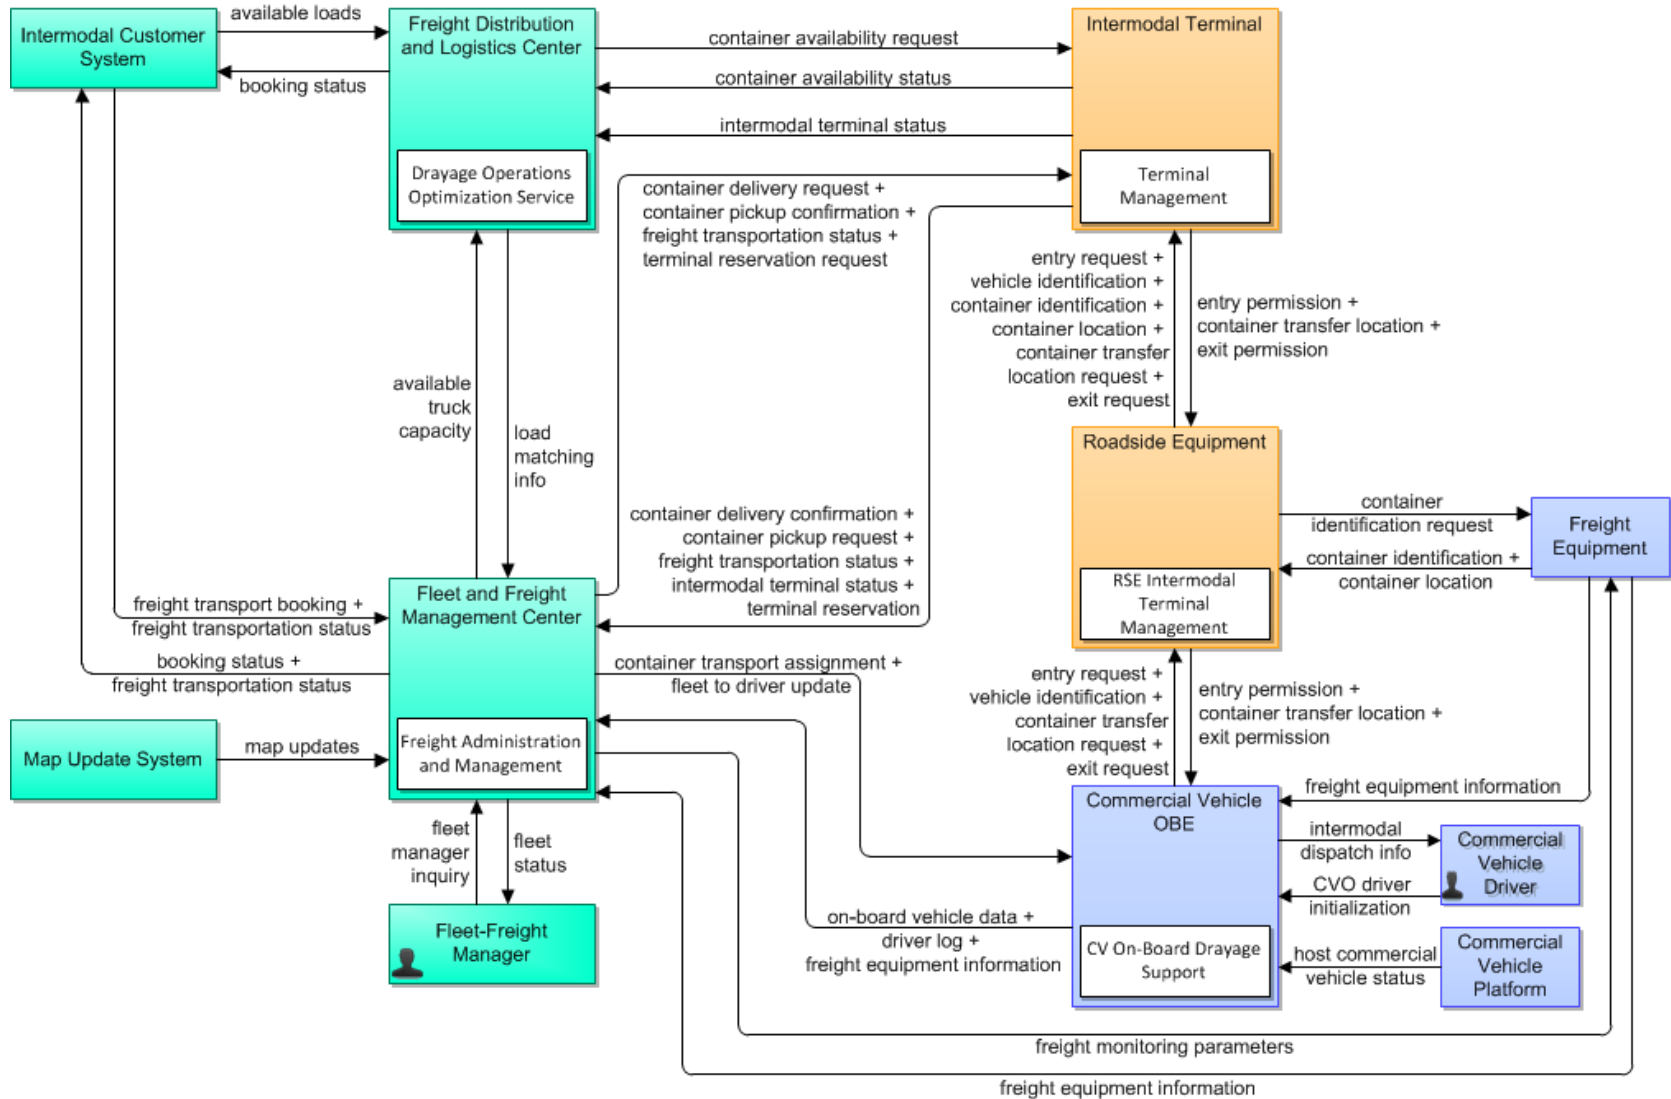 Intermodal Customer
System
available loads
booking status
Freight Distribution
and Logistics Center
Drayage Operations
Optimization Service
container availability request
container availability status
intermodal terminal status
Intermodal Terminal
Terminal
Management
container delivery request +
container pickup confirmation +
freight transportation status +
terminal reservation request
entry request +
vehicle identification +
container identification +
container location +
container transfer
location request +
exit request
entry permission +
container transfer location +
exit permission
available
truck
capacity
load
matching
info
container delivery confirmation +
container pickup request +
freight transportation status +
intermodal terminal status +
terminal reservation
Roadside Equipment
RSE Intermodal
Terminal
Management
container
identification request
container identification +
container location
Freight
Equipment
freight transport booking +
freight transportation status
booking status +
freight transportation status
Fleet and Freight
Management Center
Freight Administration
and Management
container transport assignment +
fleet to driver update
entry request +
vehicle identification +
container transfer
location request +
exit request
entry permission +
container transfer location +
exit permission
Map Update System
map updates
freight equipment information
Commercial Vehicle
OBE
CV On-Board Drayage
Support
intermodal
dispatch info
CVO driver
initialization
Commercial
Vehicle
Driver
host commercial
vehicle status
Commercial
Vehicle
Platform
fleet
manager
inquiry
fleet
status
Fleet-Freight
Manager
on-board vehicle data +
driver log +
freight equipment information
freight monitoring parameters
freight equipment information